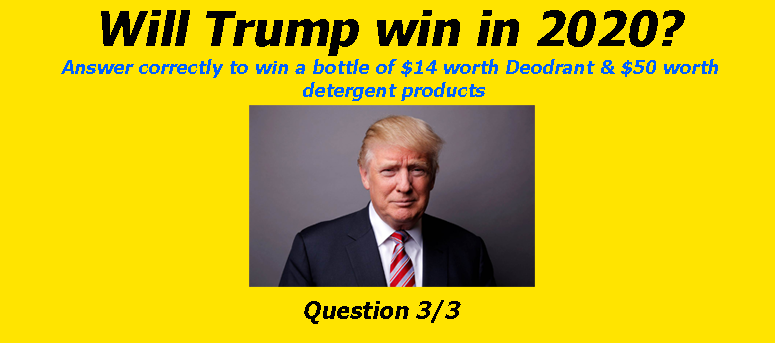 Will Trump win in 2020?
Answer correctly to win a bottle of $14 worth Deodrant & $50 worth
detergent products
Question 3/3